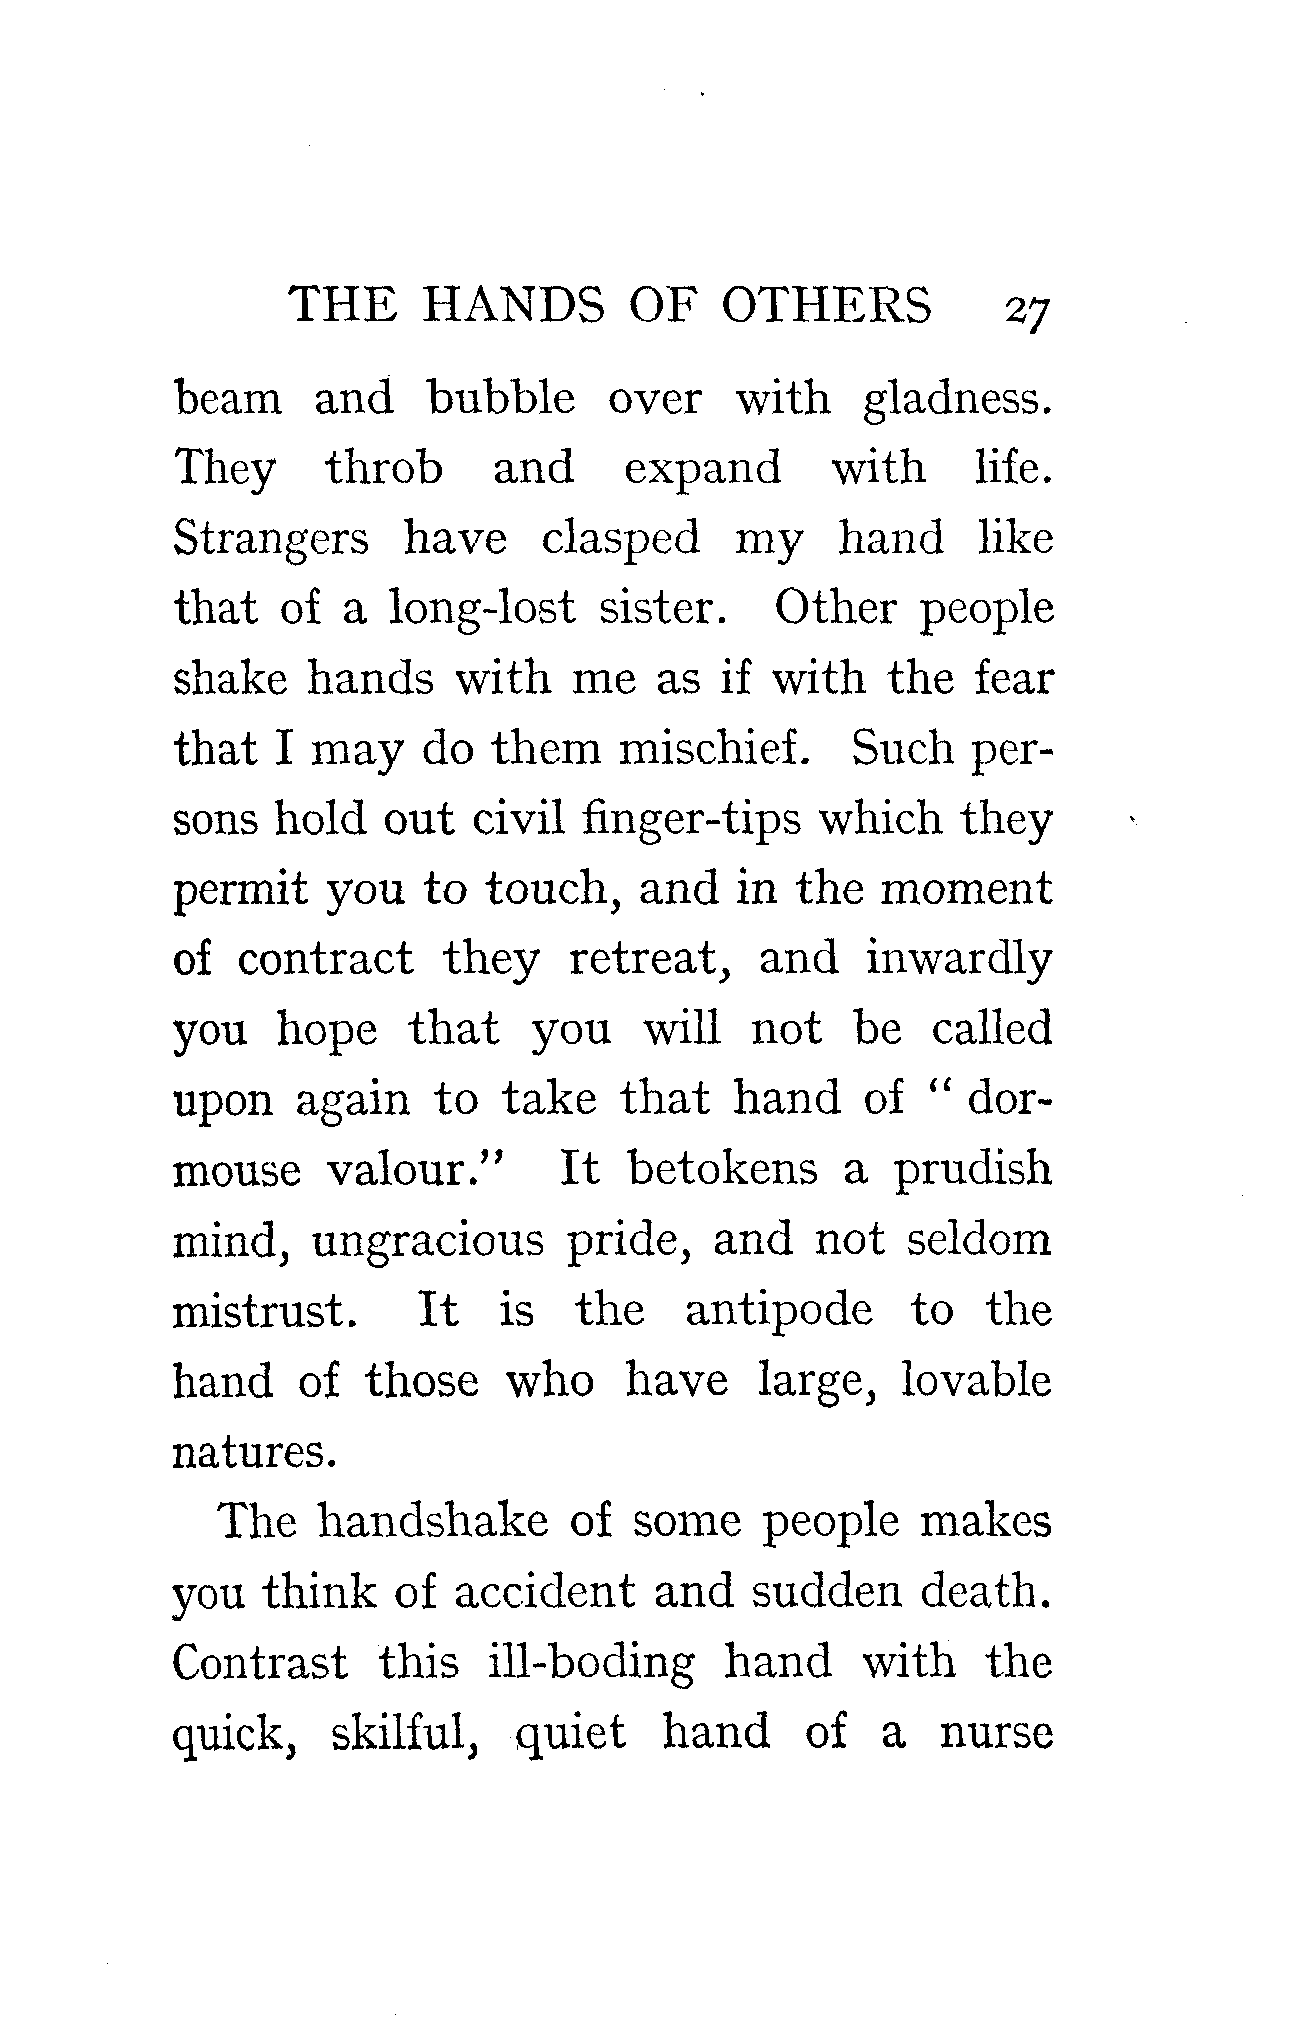 THE HANDS OF OTHERS 27
beam and bubble over with gladness.
They throb and expand with life.
Strangers have clasped my hand like
that of a long-lost sister. Other people
shake hands with me as if with the fear
that I may do them mischief. Such per-
sons hold out civil finger-tips which they
permit you to touch, and in the moment
of contract they retreat, and inwardly
you hope that you will not be called
upon again to take that hand of “ dor-
mouse valour.” It betokens a prudish
mind, ungracious pride, and not seldom
mistrust. It is the antipode to the
hand of those who have large, lovable
natures.
The handshake of some people makes
you think of accident and sudden death.
Contrast this ill-boding hand with the
quick, skilful, quiet hand of a nurse